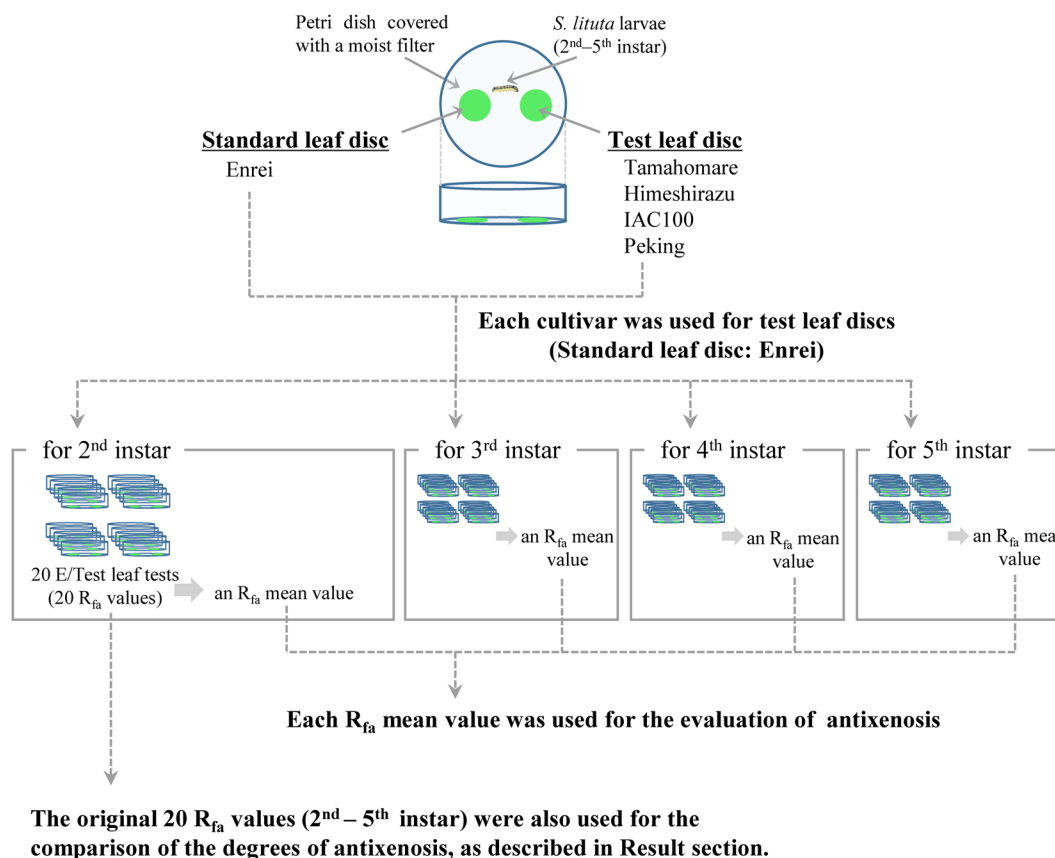 Petri dish covered
with a moist filter
S. lituta larvae
(2nd–5th instar)
Standard leaf disc
Enrei
Test leaf disc
Tamahomare
Himeshirazu
IAC100
Peking
Each cultivar was used for test leaf discs
(Standard leaf disc: Enrei)
for 2nd instar
20 E/Test leaf tests
(20 Rfa values)
an Rfa mean value
for 3rd instar
an Rfa mean
value
for 4th instar
an Rfa mean
value
for 5th instar
an Rfa mean
value
Each Rfa mean value was used for the evaluation of antixenosis
The original 20 Rfa values (2nd – 5th instar) were also used for the
comparison of the degrees of antixenosis, as described in Result section.